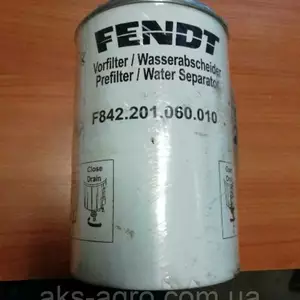 FENDT
Vorfilter / Wasserabscheider
Prefilter / Water Separator
F842.201.060.010
Close
Drain
aks-agro.com.ua